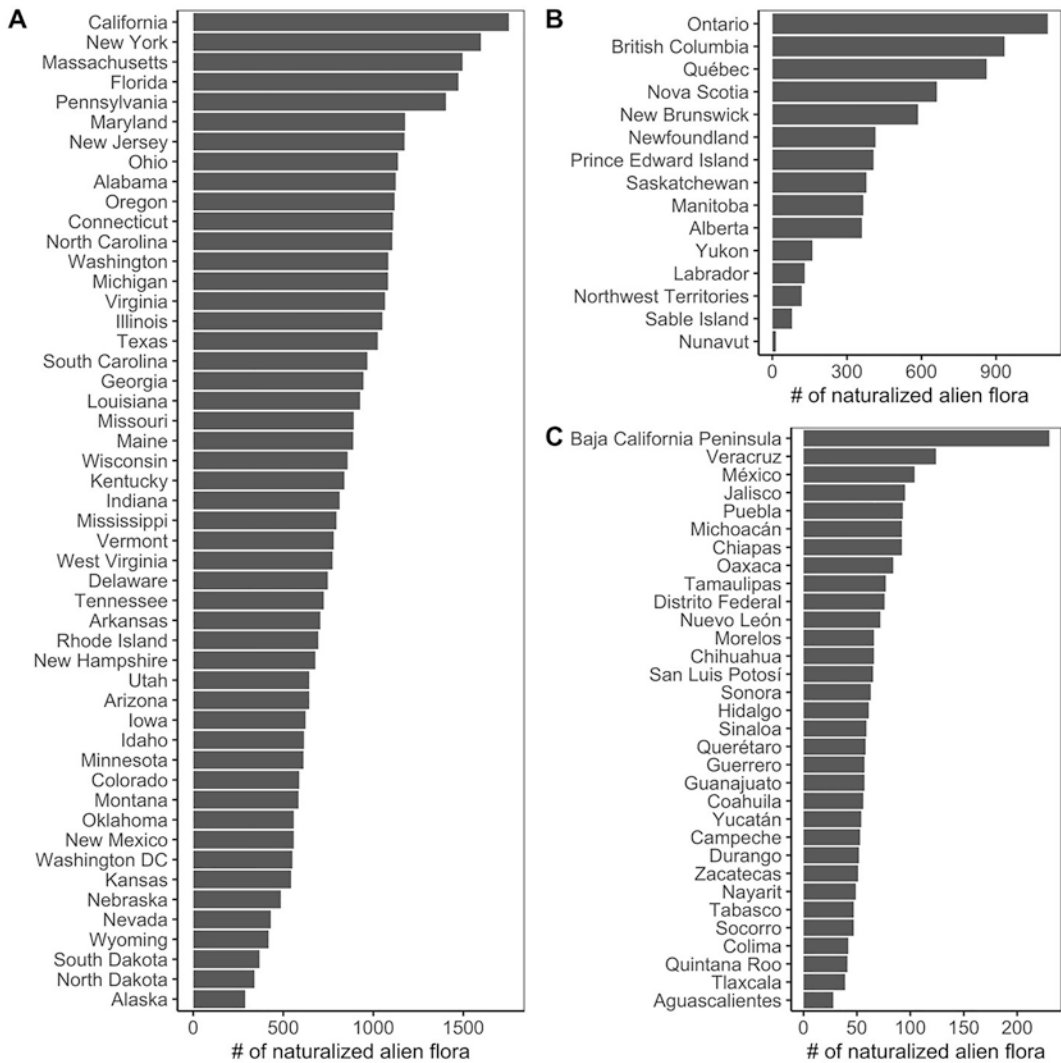 A
California
New York
Massachusetts
Florida
Pennsylvania
Maryland
New Jersey
Ohio
Alabama
Oregon
Connecticut
North Carolina
Washington
Michigan
Virginia
Illinois
Texas
South Carolina
Georgia
Louisiana
Missouri
Maine
Wisconsin
Kentucky
Indiana
Mississippi
Vermont
West Virginia
Delaware
Tennessee
Arkansas
Rhode Island
New Hampshire
Utah
Arizona
Iowa
Idaho
Minnesota
Colorado
Montana
Oklahoma
New Mexico
Washington DC
Kansas
Nebraska
Nevada
Wyoming
South Dakota
North Dakota
Alaska
0 500 1000 1500
# of naturalized alien flora
B
Ontario
British Columbia
Québec
Nova Scotia
New Brunswick
Newfoundland
Prince Edward Island
Saskatchewan
Manitoba
Alberta
Yukon
Labrador
Northwest Territories
Sable Island
Nunavut
0 300 600 900
# of naturalized alien flora
C
Baja California Peninsula
Veracruz
México
Jalisco
Puebla
Michoacán
Chiapas
Oaxaca
Tamaulipas
Distrito Federal
Nuevo León
Morelos
Chihuahua
San Luis Potosí
Sonora
Hidalgo
Sinaloa
Querétaro
Guerrero
Guanajuato
Coahuila
Yucatán
Campeche
Durango
Zacatecas
Nayarit
Tabasco
Socorro
Colima
Quintana Roo
Tlaxcala
Aguascalientes
0 50 100 150 200
# of naturalized alien flora